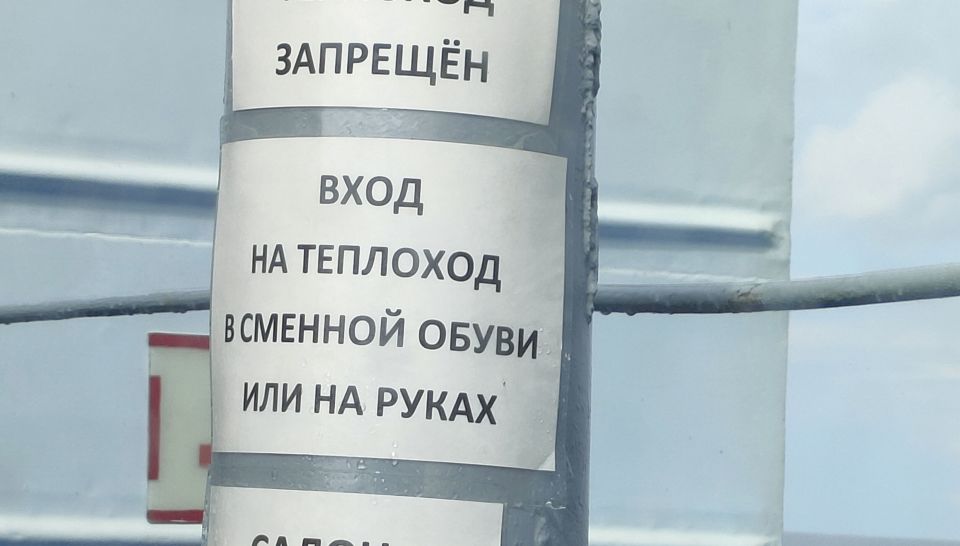 ЗАПРЕЩЁН
ВХОД
НА ТЕПЛОХОД
В СМЕННОЙ ОБУВИ
ИЛИ НА РУКАХ